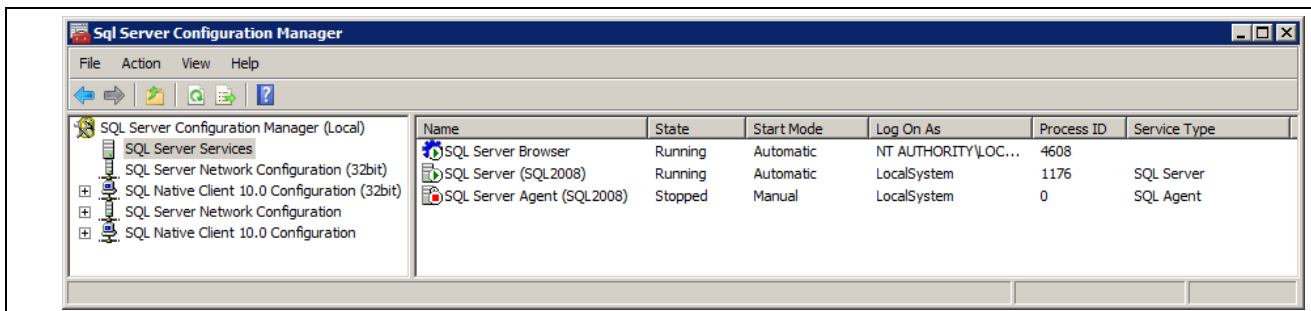 Sql Server Configuration Manager
File Action View Help
SQL Server Configuration Manager (Local)
SQL Server Services
SQL Server Network Configuration (32bit)
SQL Native Client 10.0 Configuration (32bit)
SQL Server Network Configuration
SQL Native Client 10.0 Configuration
Name State Start Mode Log On As Process ID Service Type
SQL Server Browser Running Automatic NT AUTHORITY\LOC... 4608
SQL Server (SQL2008) Running Automatic LocalSystem 1176 SQL Server
SQL Server Agent (SQL2008) Stopped Manual LocalSystem 0 SQL Agent